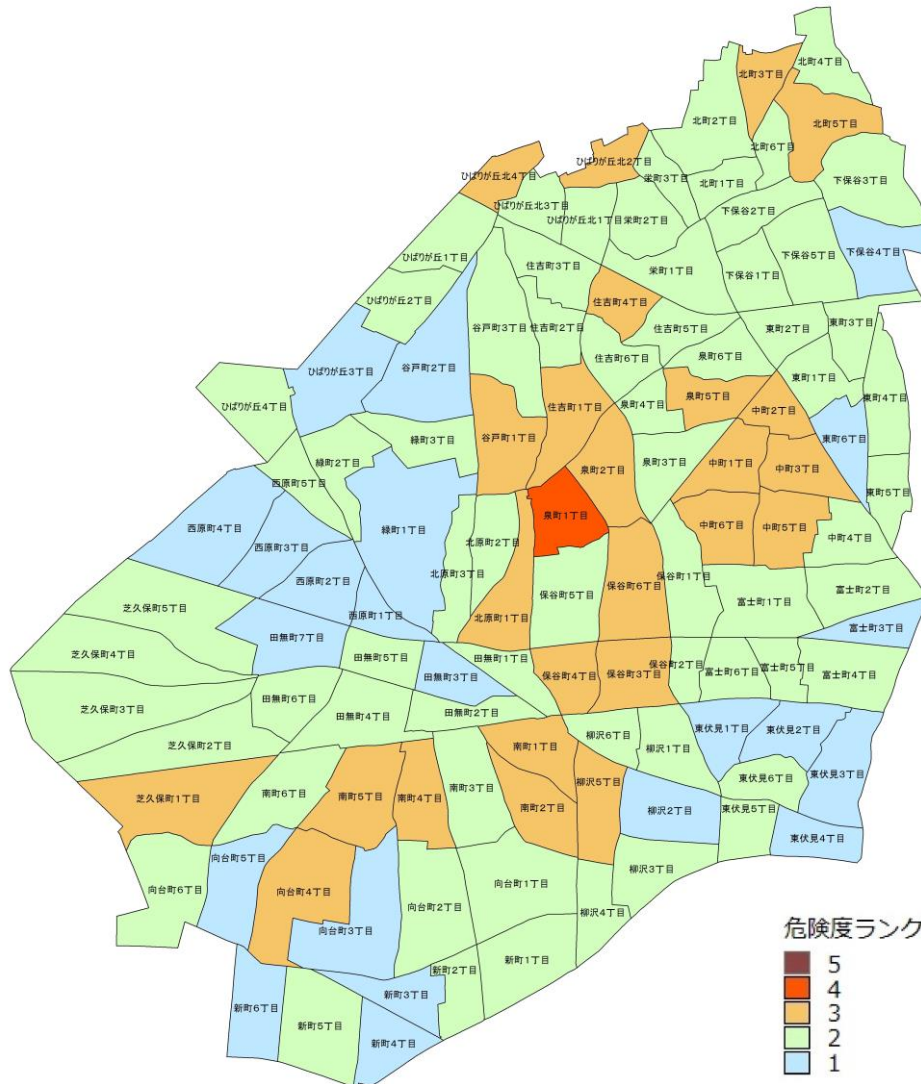 北町4丁目
北町3丁目
北町5丁目
北町2丁目
北町6丁目
ひばりが丘北2丁目
ひばりが丘北4丁目
栄町3丁目
北町1丁目
下保谷3丁目
ひばりが丘北3丁目
下保谷2丁目
ひばりが丘北1丁目
栄町2丁目
下保谷4丁目
ひばりが丘1丁目
住吉町3丁目
栄町1丁目
下保谷1丁目
下保谷5丁目
ひばりが丘2丁目
住吉町4丁目
谷戸町3丁目
住吉町2丁目
住吉町5丁目
東町2丁目
東町3丁目
ひばりが丘3丁目
谷戸町2丁目
住吉町6丁目
泉町6丁目
東町1丁目
ひばりが丘4丁目
住吉町1丁目
泉町4丁目
泉町5丁目
中町2丁目
東町4丁目
緑町3丁目
谷戸町1丁目
東町6丁目
緑町2丁目
泉町2丁目
泉町3丁目
中町1丁目
中町3丁目
西原町5丁目
東町5丁目
泉町1丁目
西原町4丁目
緑町1丁目
中町6丁目
中町5丁目
西原町3丁目
北原町2丁目
中町4丁目
西原町2丁目
北原町3丁目
保谷町1丁目
保谷町5丁目
保谷町6丁目
富士町2丁目
芝久保町5丁目
西原町1丁目
北原町1丁目
富士町1丁目
田無町7丁目
富士町3丁目
芝久保町4丁目
田無町5丁目
田無町1丁目
田無町3丁目
保谷町4丁目
保谷町3丁目
保谷町2丁目
富士町6丁目
富士町5丁目
富士町4丁目
田無町6丁目
芝久保町3丁目
田無町4丁目
田無町2丁目
柳沢6丁目
東伏見1丁目
東伏見2丁目
芝久保町2丁目
南町1丁目
柳沢1丁目
東伏見3丁目
南町6丁目
南町5丁目
南町4丁目
南町3丁目
柳沢5丁目
東伏見6丁目
芝久保町1丁目
南町2丁目
柳沢2丁目
東伏見5丁目
東伏見4丁目
向台町5丁目
柳沢3丁目
向台町6丁目
向台町4丁目
向台町2丁目
向台町1丁目
向台町3丁目
柳沢4丁目
新町2丁目
新町1丁目
新町3丁目
新町6丁目
新町5丁目
新町4丁目
危険度ランク
5
4
3
2
1